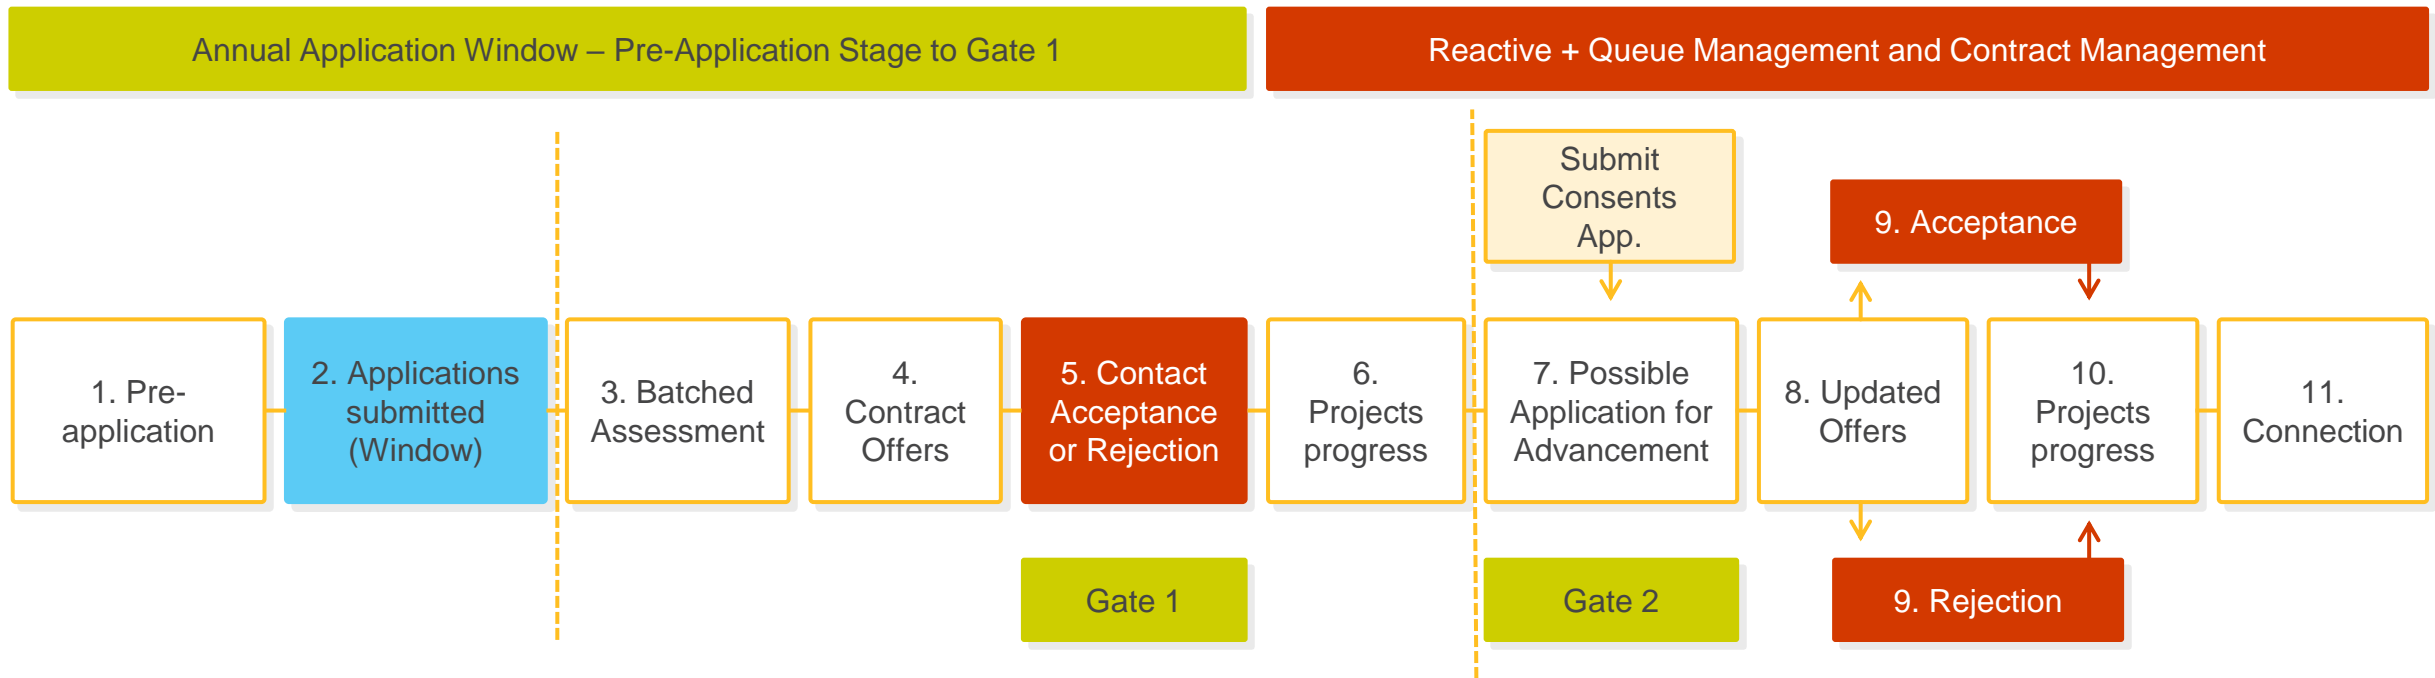 Annual Application Window – Pre-Application Stage to Gate 1
Reactive + Queue Management and Contract Management
Submit
Consents
App.
9. Acceptance
1. Pre-
application
2. Applications
submitted
(Window)
3. Batched
Assessment
4.
Contract
Offers
5. Contact
Acceptance
or Rejection
6.
Projects
progress
7. Possible
Application for
Advancement
8. Updated
Offers
10.
Projects
progress
11.
Connection
Gate 1
Gate 2
9. Rejection